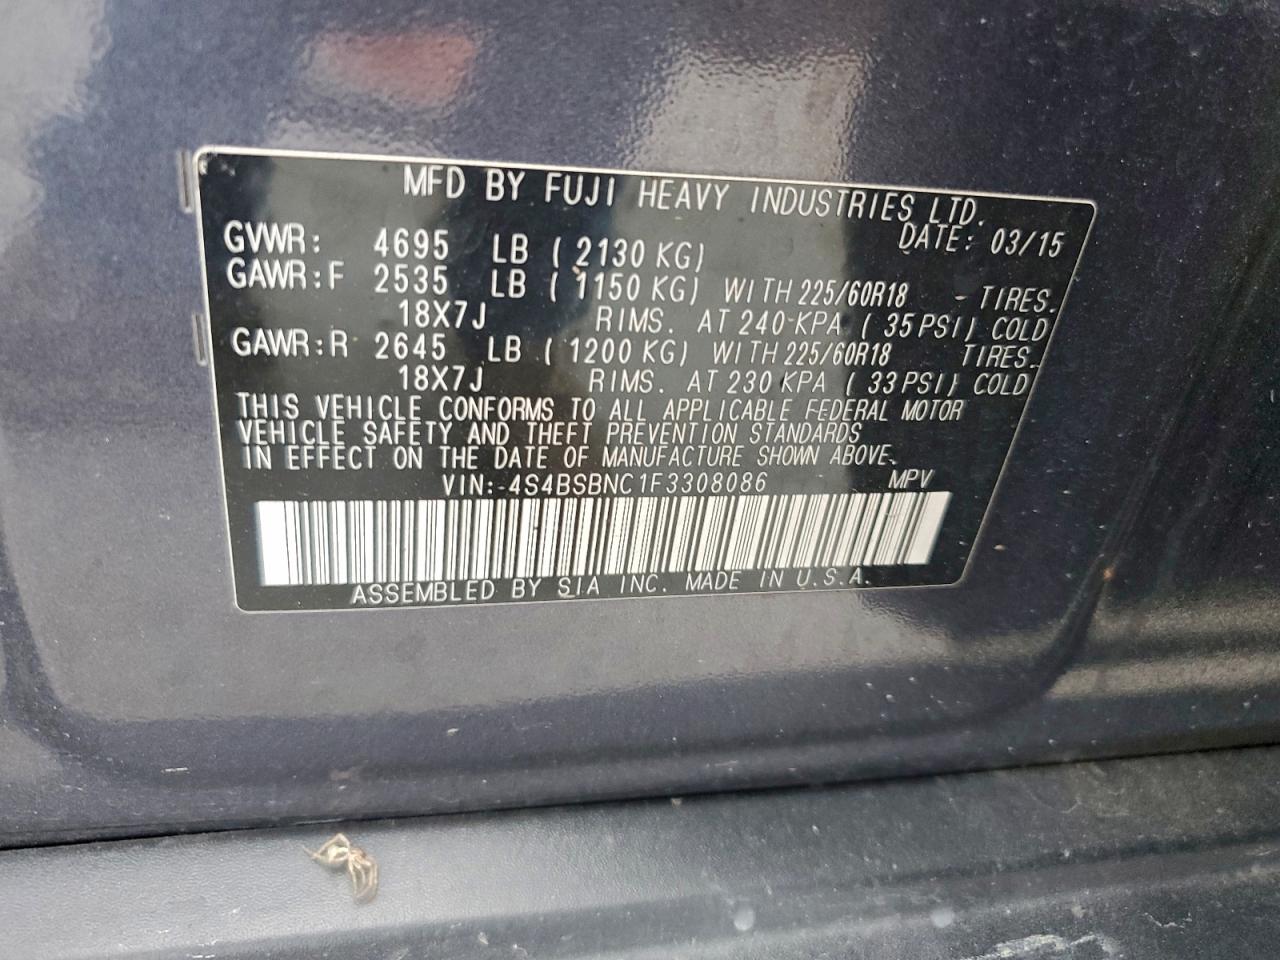 MFD BY FUJI HEAVY INDUSTRIES LTD.
DATE: 03/15
GVWR: 4695 LB ( 2130 KG)
GAWR:F 2535 LB ( 1150 KG) WITH 225/60R18 - TIRES.
18X7J RIMS. AT 240 KPA ( 35 PSI) COLD
GAWR:R 2645 LB ( 1200 KG) WITH 225/60R18 TIRES.
18X7J RIMS. AT 230 KPA ( 33 PSI) COLD
THIS VEHICLE CONFORMS TO ALL APPLICABLE FEDERAL MOTOR
VEHICLE SAFETY AND THEFT PREVENTION STANDARDS
IN EFFECT ON THE DATE OF MANUFACTURE SHOWN ABOVE.
VIN: 4S4BSBNC1F3308086 MPV
ASSEMBLED BY SIA INC. MADE IN U.S.A.